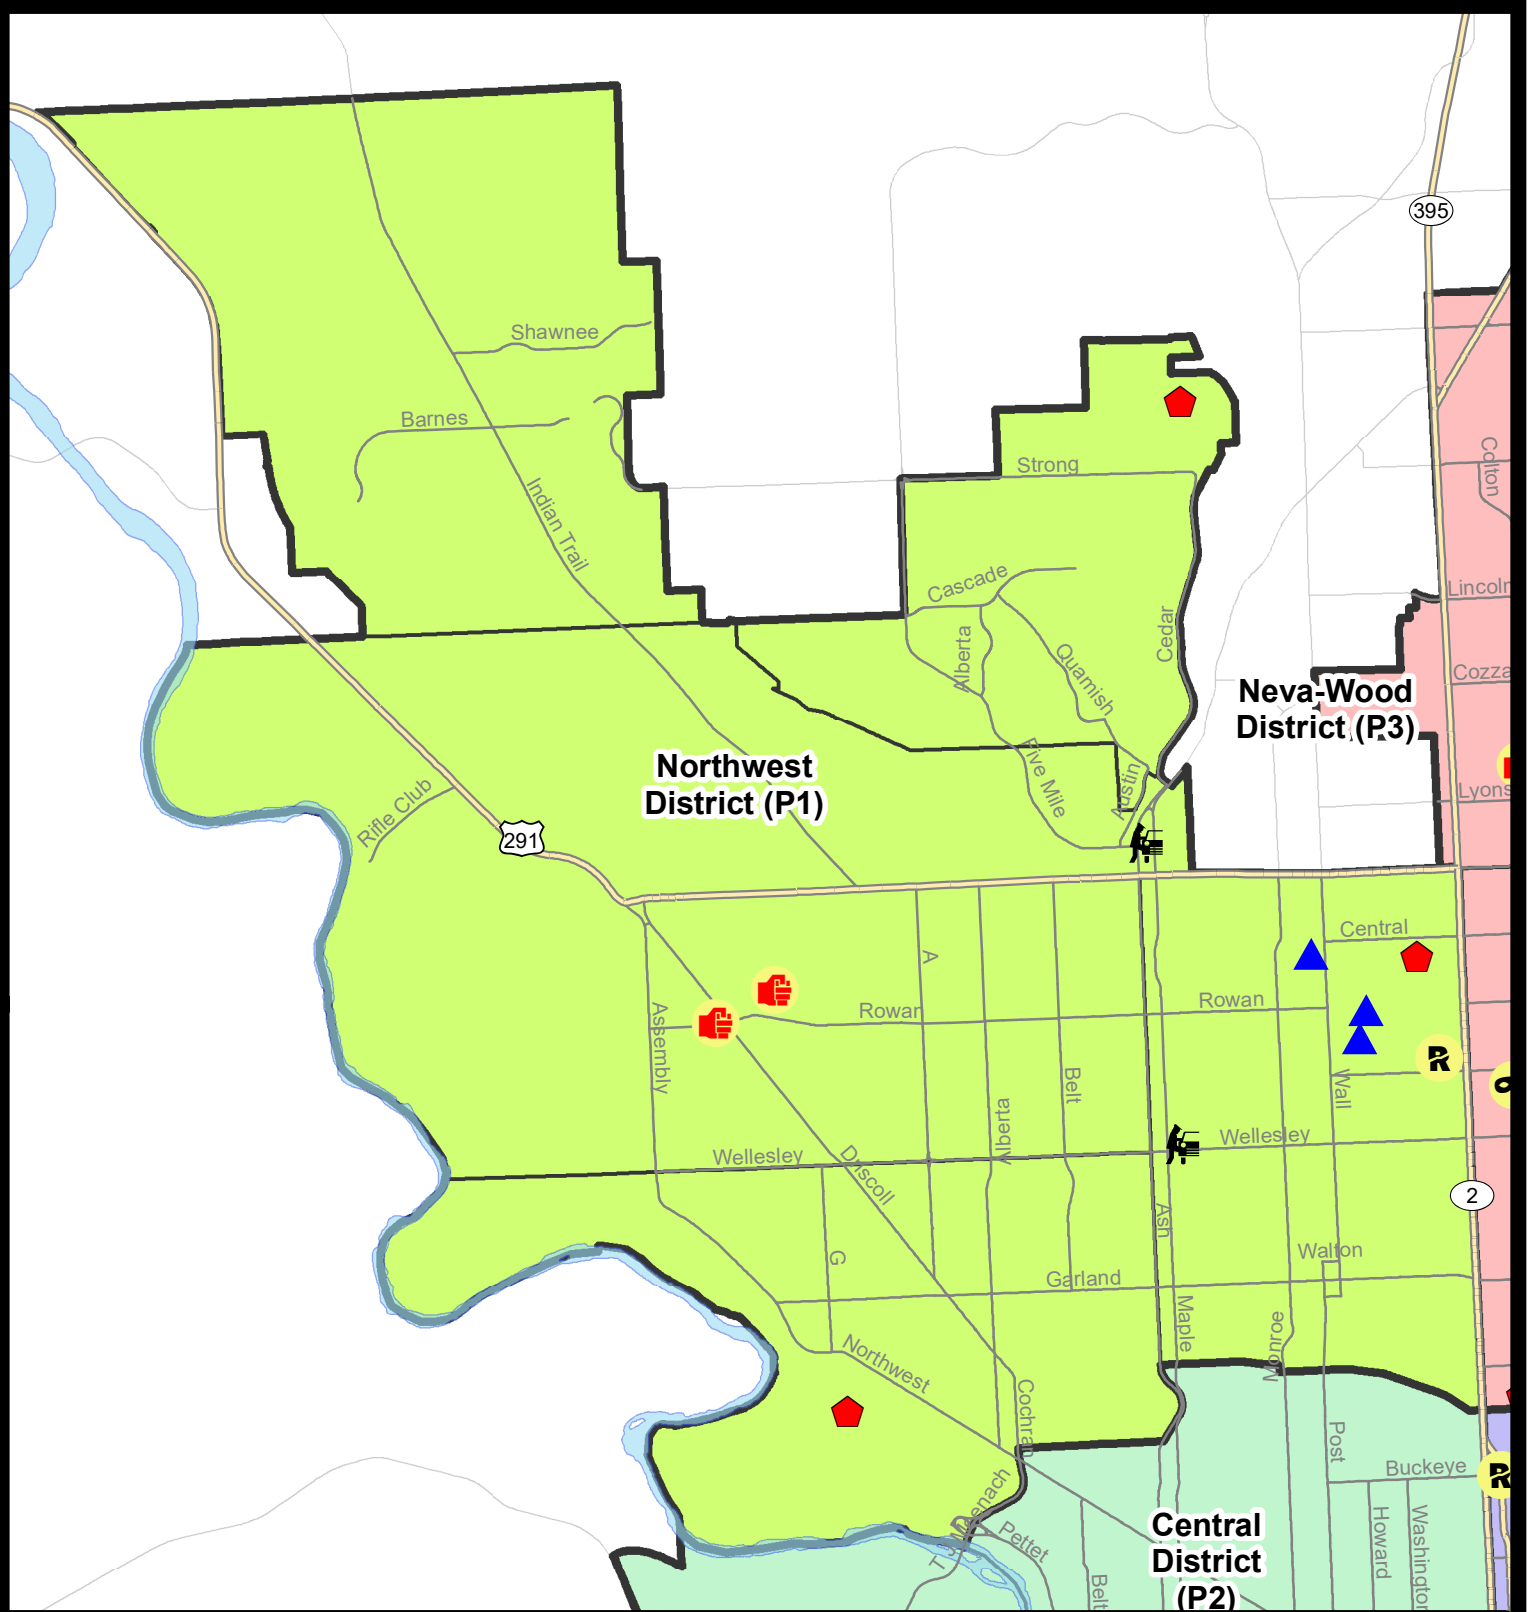 395
Shawnee
Barnes
Strong
Indian Trail
Cascade
Alberta
Quamish
Cedar
Lincoln
Cozza
Neva-Wood
District (P3)
Northwest
District (P1)
Five Mile
Austin
Lyons
Rifle Club
291
Central
A
Rowan
Rowan
Assembly
Belt
Wall
R
Alberta
Wellesley
Wellesley
Driscoll
2
Ash
G
Walton
Garland
Maple
Monroe
Northwest
Cochran
Post
Buckeye
R
Howard
Washington
Pettet
Belt
Central
District
(P2)